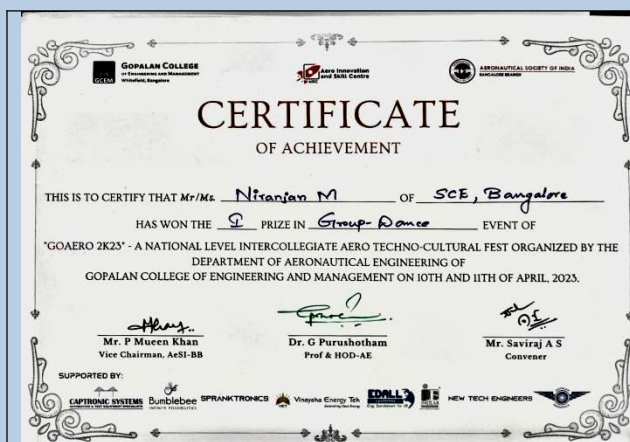 GOPALAN COLLEGE
OF ENGINEERING AND MANAGEMENT
Whitefield, Bangalore
GCEM
Aero Innovation
and Skill Centre
AERONAUTICAL SOCIETY OF INDIA
BANGALORE BRANCH
CERTIFICATE
OF ACHIEVEMENT
THIS IS TO CERTIFY THAT Mr/Ms. Niranjan M OF SCE, Bangalore
HAS WON THE I PRIZE IN Group-Dance EVENT OF
"GOAERO 2K23" - A NATIONAL LEVEL INTERCOLLEGIATE AERO TECHNO-CULTURAL FEST ORGANIZED BY THE
DEPARTMENT OF AERONAUTICAL ENGINEERING OF
GOPALAN COLLEGE OF ENGINEERING AND MANAGEMENT ON 10TH AND 11TH OF APRIL, 2023.
Mr. P Mueen Khan
Vice Chairman, AeSI-BB
Dr. G Purushotham
Prof & HOD-AE
Mr. Saviraj A S
Convener
SUPPORTED BY:
CAPTRONIC SYSTEMS
Bumblebee
INFINITE POSSIBILITIES
SPRANKTRONICS
Vinayaka Energy Tek
EDALL
NEW TECH ENGINEERS